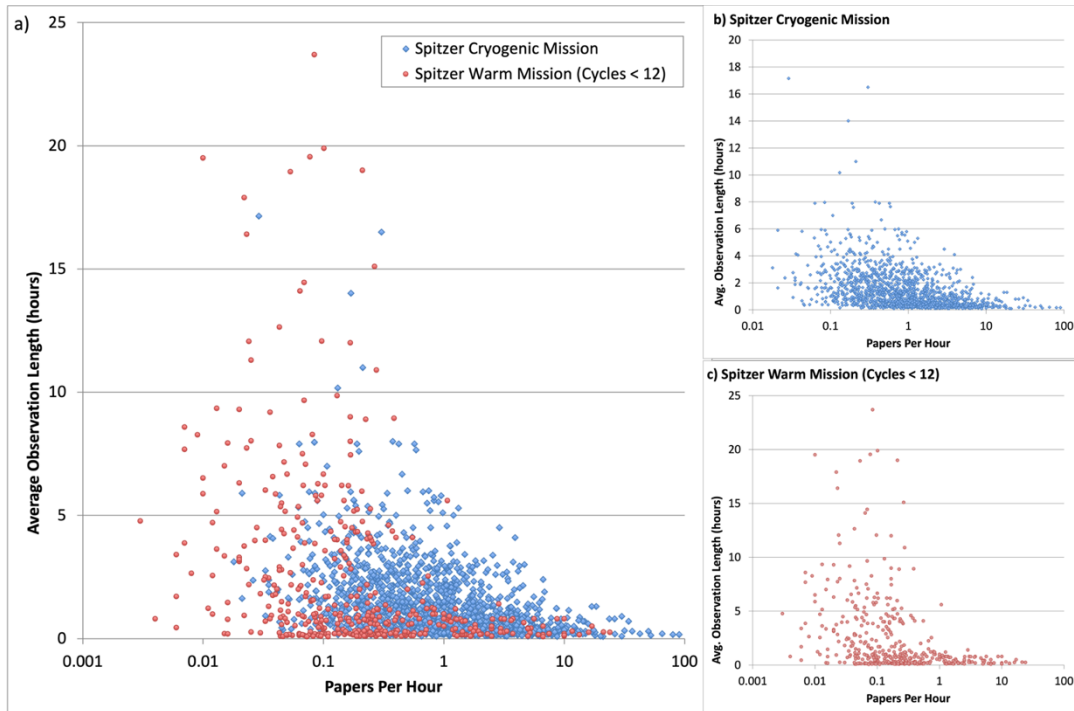 a)
25
20
15
10
5
0
Average Observation Length (hours)
Spitzer Cryogenic Mission
Spitzer Warm Mission (Cycles < 12)
0.001 0.01 0.1 1 10 100
Papers Per Hour
b) Spitzer Cryogenic Mission
20
18
16
14
12
10
8
6
4
2
0
Avg. Observation Length (hours)
0.01 0.1 1 10 100
Papers Per Hour
c) Spitzer Warm Mission (Cycles < 12)
25
20
15
10
5
0
Avg. Observation Length (hours)
0.001 0.01 0.1 1 10 100
Papers Per Hour